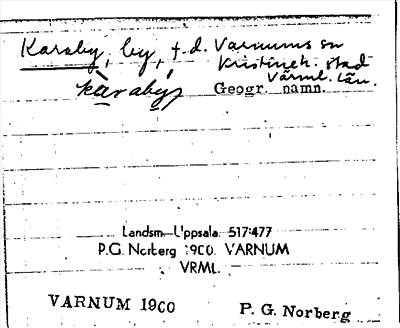 Karaby, by, f.d. Varnums sn
Kristineh. stad
Värml. län.
kàrabý
Geogr. namn.
Landsm. Uppsala 517:477
P.G. Norberg 1900. VARNUM
VRML.
VARNUM 1900
P. G. Norberg